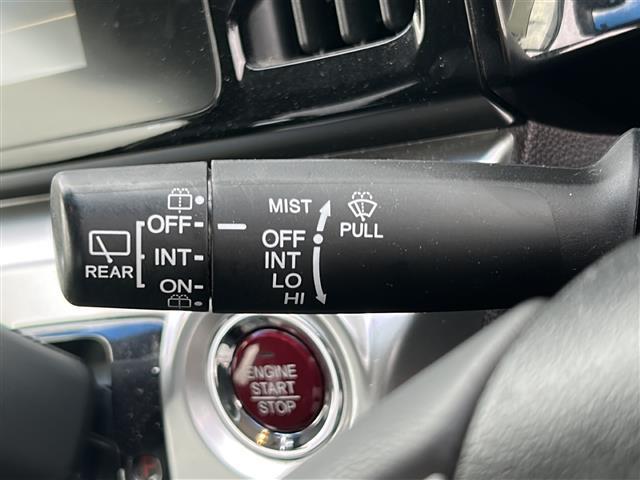 OFF
REAR
INT
ON
MIST
OFF
INT
LO
HI
PULL
ENGINE
START
STOP